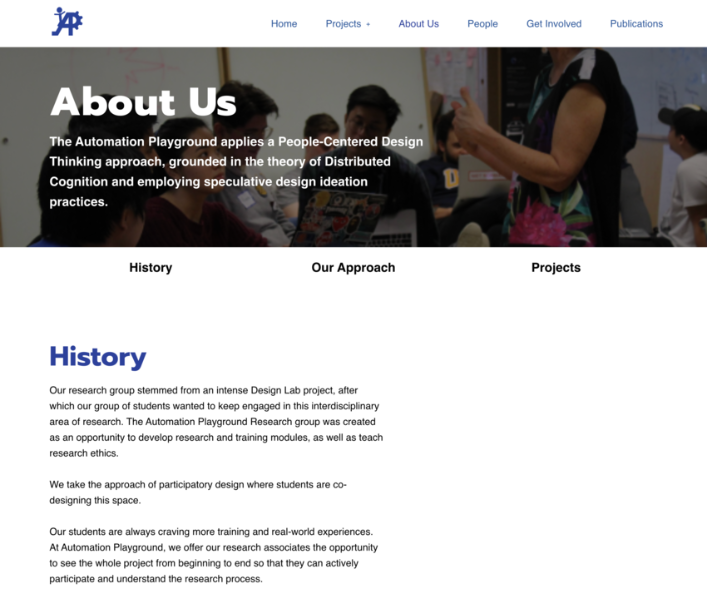 AP
Home Projects + About Us People Get Involved Publications
About Us
The Automation Playground applies a People-Centered Design
Thinking approach, grounded in the theory of Distributed
Cognition and employing speculative design ideation
practices.
History Our Approach Projects
History
Our research group stemmed from an intense Design Lab project, after
which our group of students wanted to keep engaged in this interdisciplinary
area of research. The Automation Playground Research group was created
as an opportunity to develop research and training modules, as well as teach
research ethics.
We take the approach of participatory design where students are co-
designing this space.
Our students are always craving more training and real-world experiences.
At Automation Playground, we offer our research associates the opportunity
to see the whole project from beginning to end so that they can actively
participate and understand the research process.